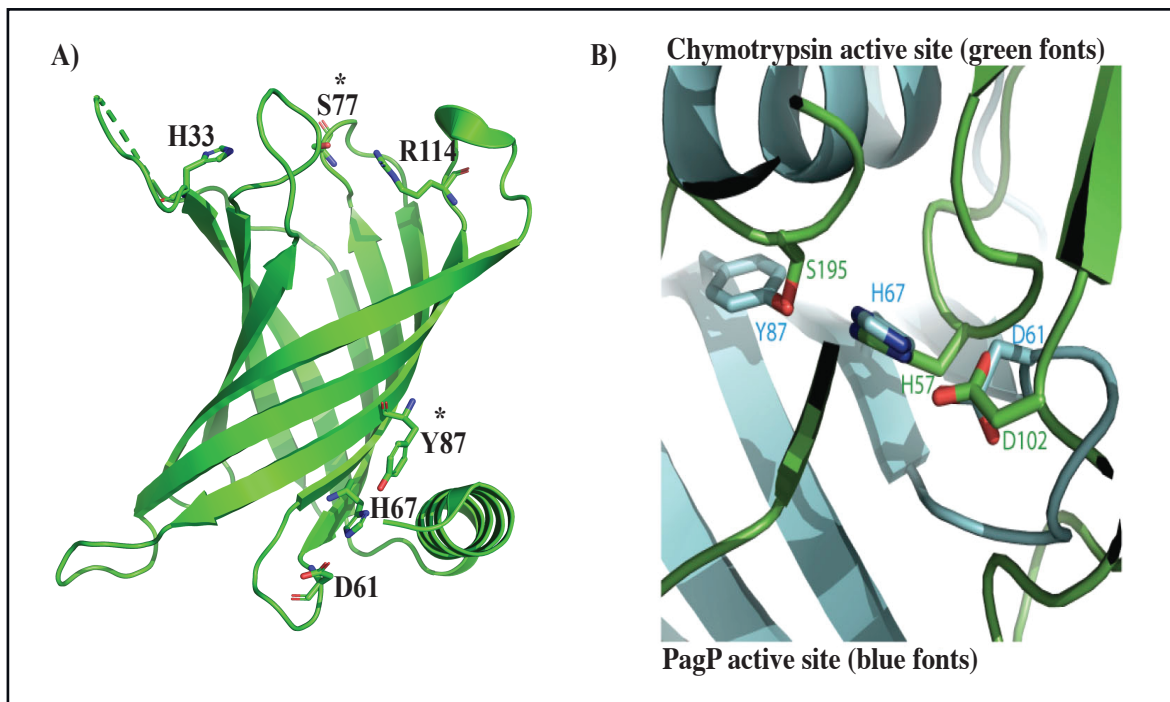 A)
*
S77
H33
R114
*
Y87
H67
D61
B)
Chymotrypsin active site (green fonts)
S195
H67
Y87
D61
H57
D102
PagP active site (blue fonts)